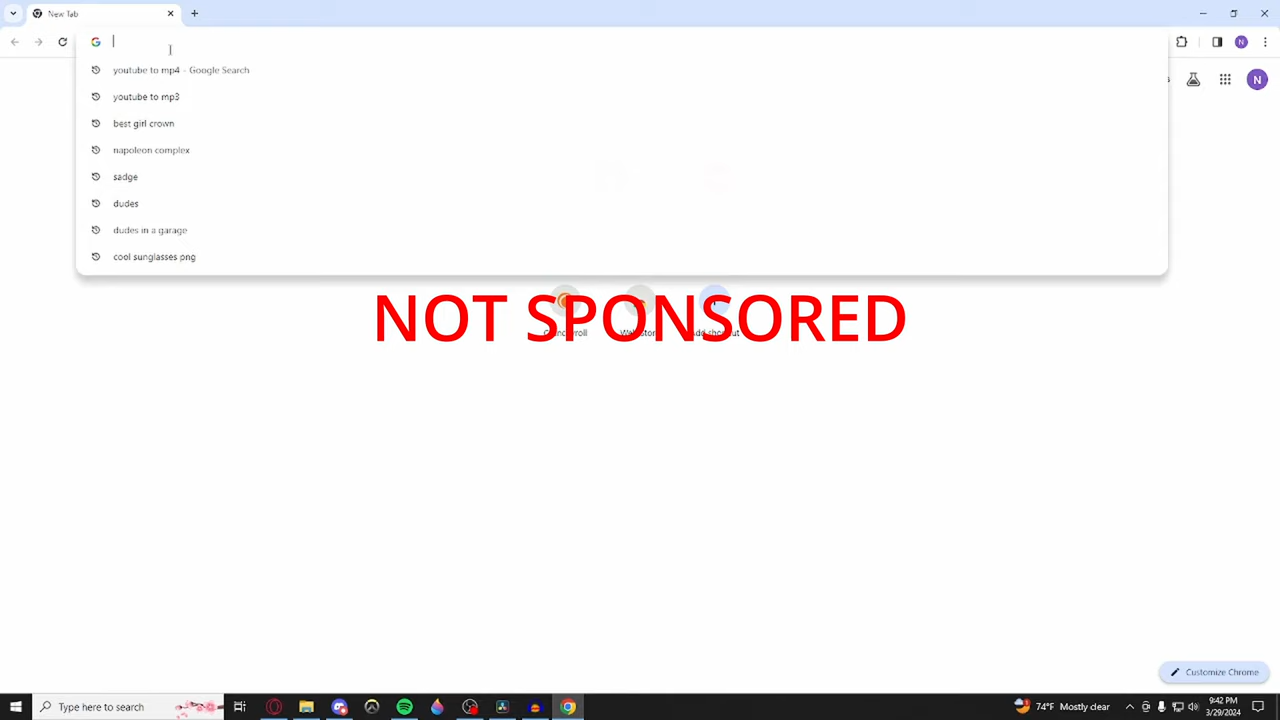 New Tab
youtube to mp4 - Google Search
youtube to mp3
best girl crown
napoleon complex
sadge
dudes
dudes in a garage
cool sunglasses png
N
N
NOT SPONSORED
Add shortcut
Customize Chrome
Type here to search
74°F Mostly clear
9:42 PM
3/29/2024